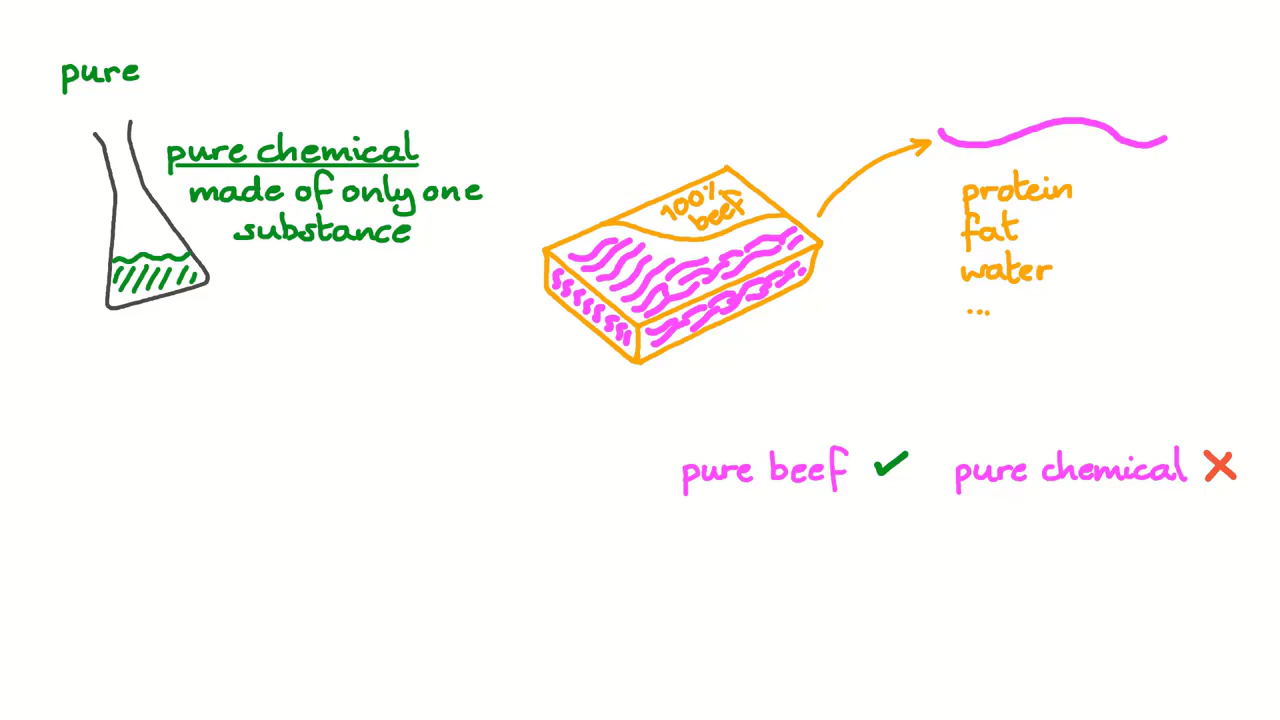 pure
pure chemical
made of only one
substance
100%
beef
protein
fat
water
...
pure beef ✓ pure chemical ✗